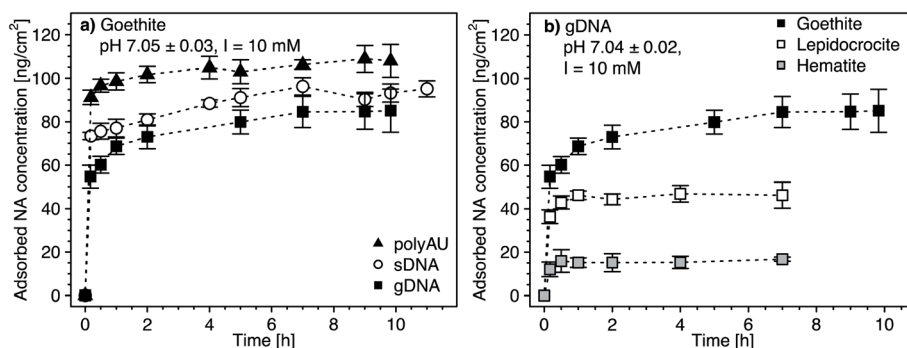 a) Goethite
pH 7.05 ± 0.03, I = 10 mM
Adsorbed NA concentration [ng/cm²]
120
100
80
60
40
20
0
polyAU
sDNA
gDNA
0 2 4 6 8 10
Time [h]
b) gDNA
pH 7.04 ± 0.02,
I = 10 mM
Goethite
Lepidocrocite
Hematite
Adsorbed NA concentration [ng/cm²]
120
100
80
60
40
20
0
0 2 4 6 8 10
Time [h]